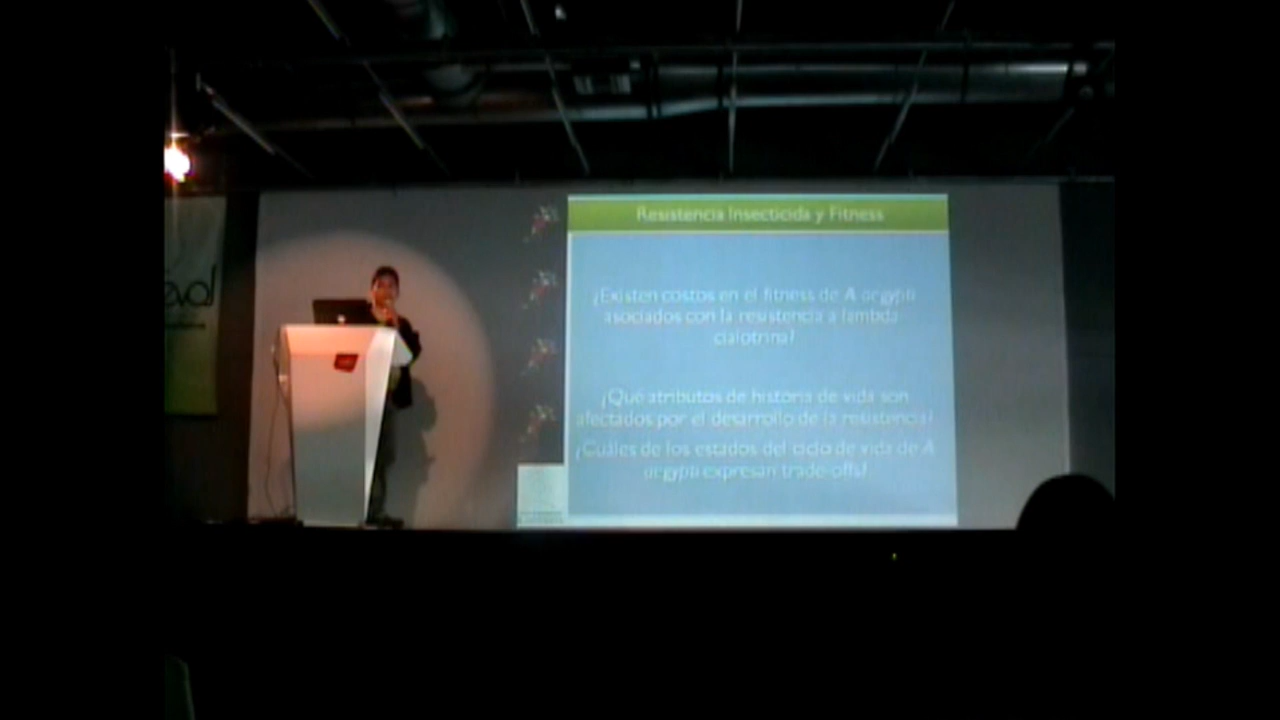 eval
Resistencia Insecticida y Fitness
¿Existen costos en el fitness de A aegypti
asociados con la resistencia a lambda
cialotrina?
¿Qué atributos de historia de vida son
afectados por el desarrollo de la resistencia?
¿Cuáles de los estados del ciclo de vida de A
aegypti expresan trade-offs?